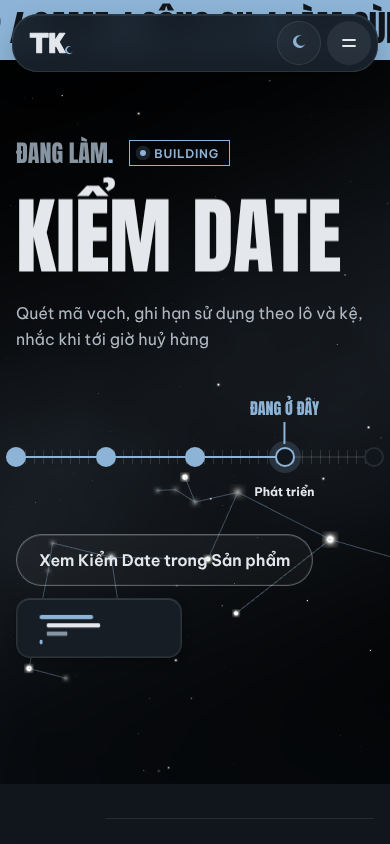 TK
ĐANG LÀM.
BUILDING
KIỂM DATE
Quét mã vạch, ghi hạn sử dụng theo lô và kệ,
nhắc khi tới giờ huỷ hàng
ĐANG Ở ĐÂY
Phát triển
Xem Kiểm Date trong Sản phẩm